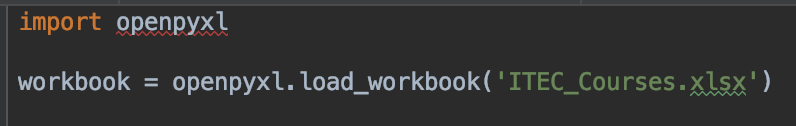 import openpyxl
workbook = openpyxl.load_workbook('ITEC_Courses.xlsx')